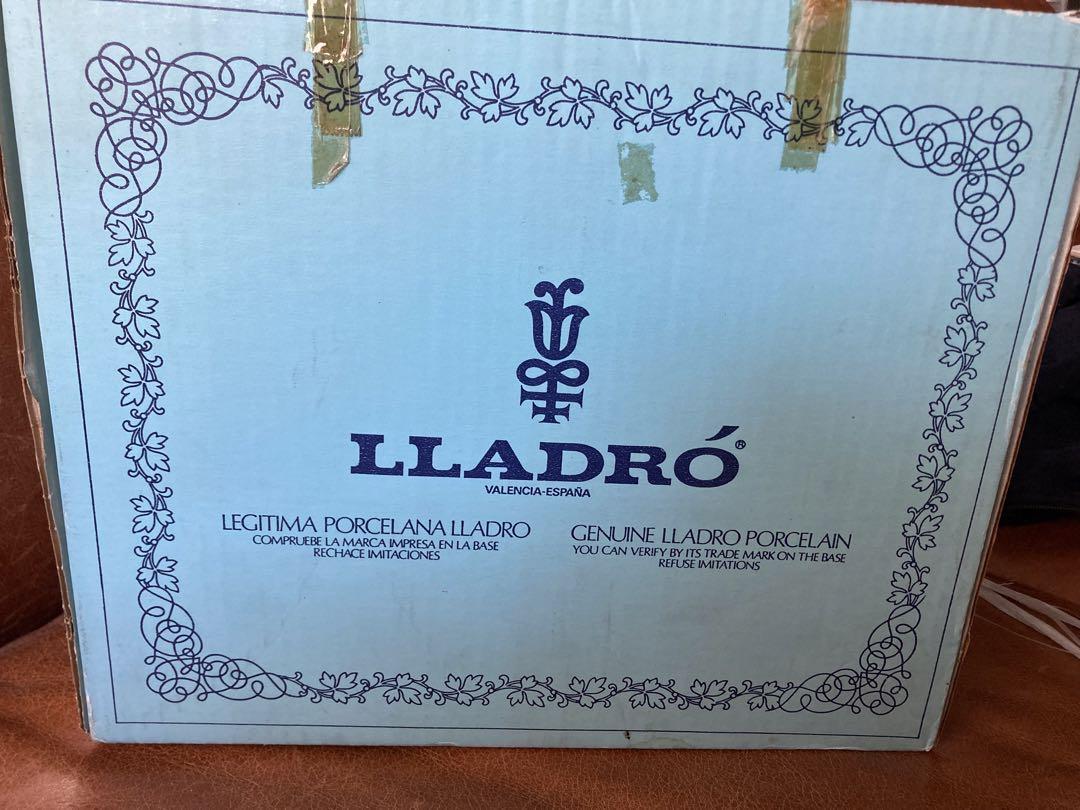 LLADRÓ®
VALENCIA-ESPAÑA
LEGITIMA PORCELANA LLADRO
COMPRUEBE LA MARCA IMPRESA EN LA BASE
RECHACE IMITACIONES
GENUINE LLADRO PORCELAIN
YOU CAN VERIFY BY ITS TRADE MARK ON THE BASE
REFUSE IMITATIONS